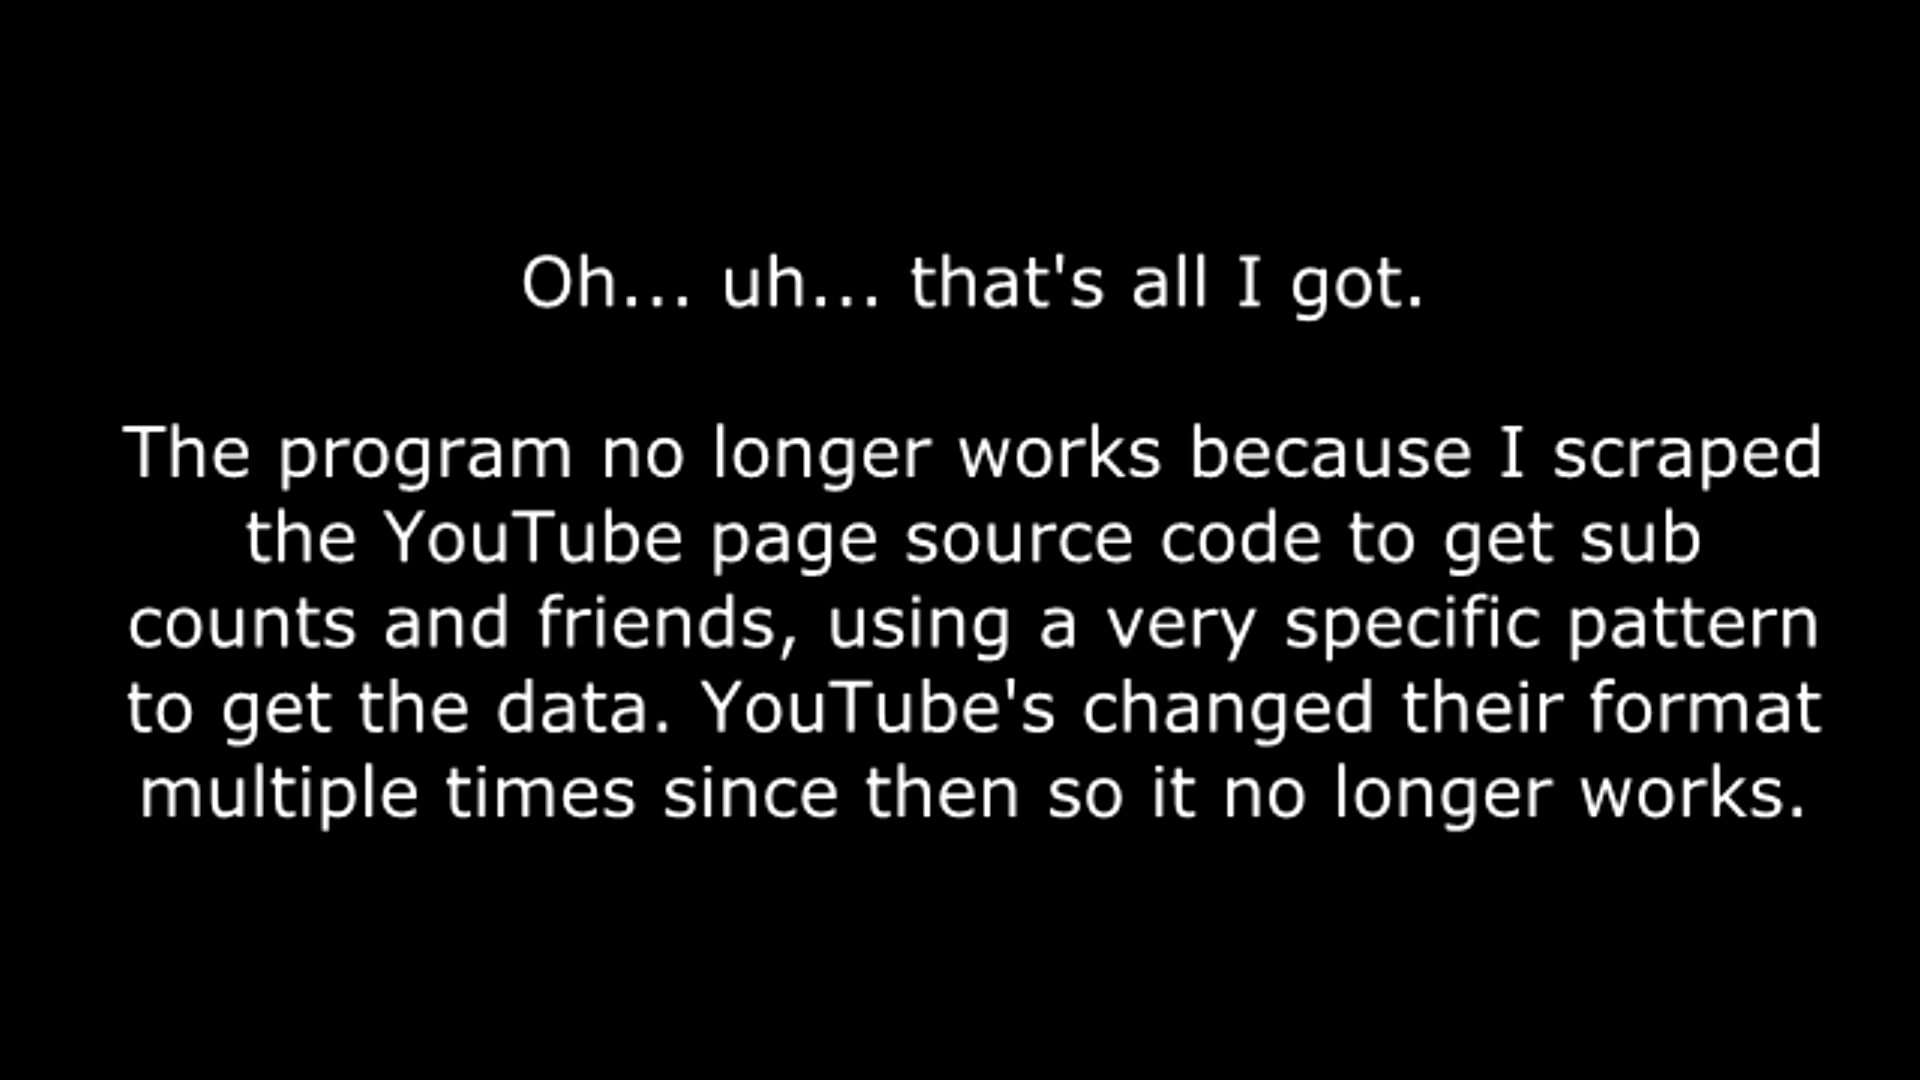 Oh... uh... that's all I got.
The program no longer works because I scraped
the YouTube page source code to get sub
counts and friends, using a very specific pattern
to get the data. YouTube's changed their format
multiple times since then so it no longer works.